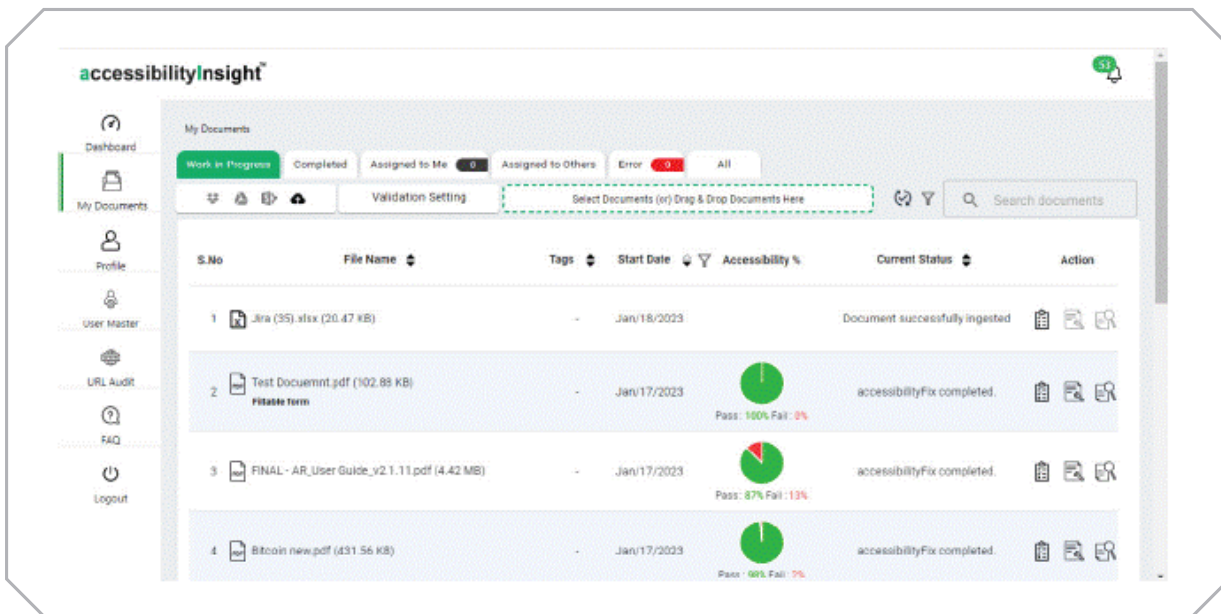 accessibilityInsight™
53
Dashboard
My Documents
Profile
User Master
URL Audit
FAQ
Logout
My Documents
Work in Progress Completed Assigned to Me 0 Assigned to Others Error 0 All
Validation Setting Select Documents (or) Drag & Drop Documents Here Search documents
S.No File Name Tags Start Date Accessibility % Current Status Action
1 Jira (35).xlsx (20.47 KB) - Jan/18/2023 Document successfully ingested
2 Test Docuemnt.pdf (102.88 KB) - Jan/17/2023 accessibilityFix completed.
Fillable form
Pass : 100% Fail : 0%
3 FINAL - AR_User Guide_v2.1.11.pdf (4.42 MB) - Jan/17/2023 accessibilityFix completed.
Pass : 87% Fail : 13%
4 Bitcoin new.pdf (431.56 KB) - Jan/17/2023 accessibilityFix completed.
Pass : 98% Fail : 2%